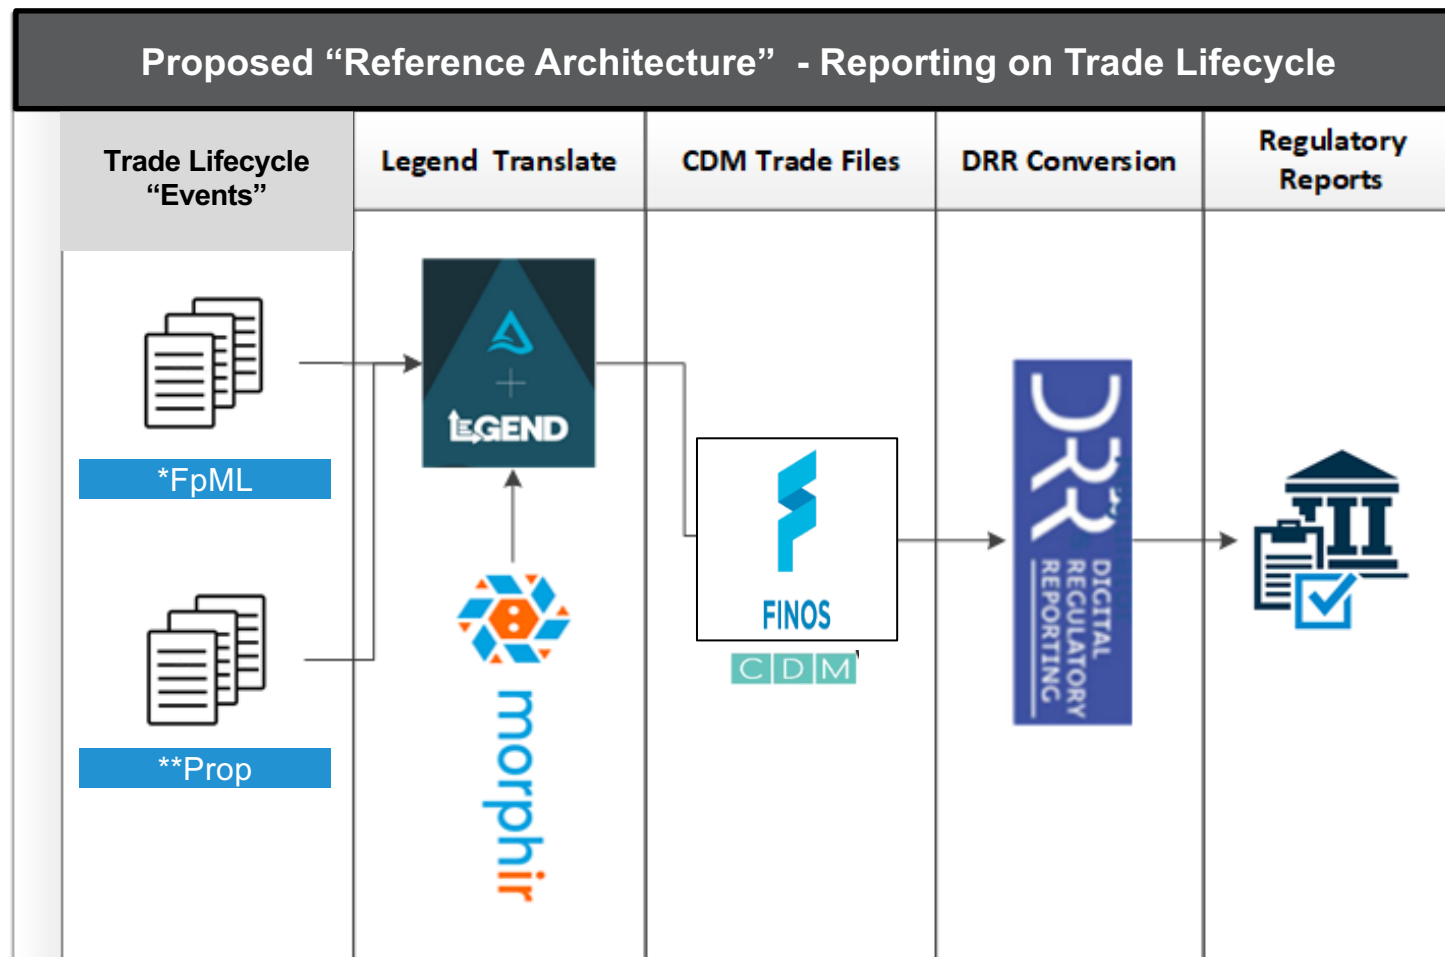 Proposed “Reference Architecture”  - Reporting on Trade Lifecycle
Trade Lifecycle
“Events”
Legend  Translate
CDM Trade Files
DRR Conversion
Regulatory
Reports
*FpML
**Prop
LEGEND
morphir
FINOS
CDM
DRR
DIGITAL
REGULATORY
REPORTING